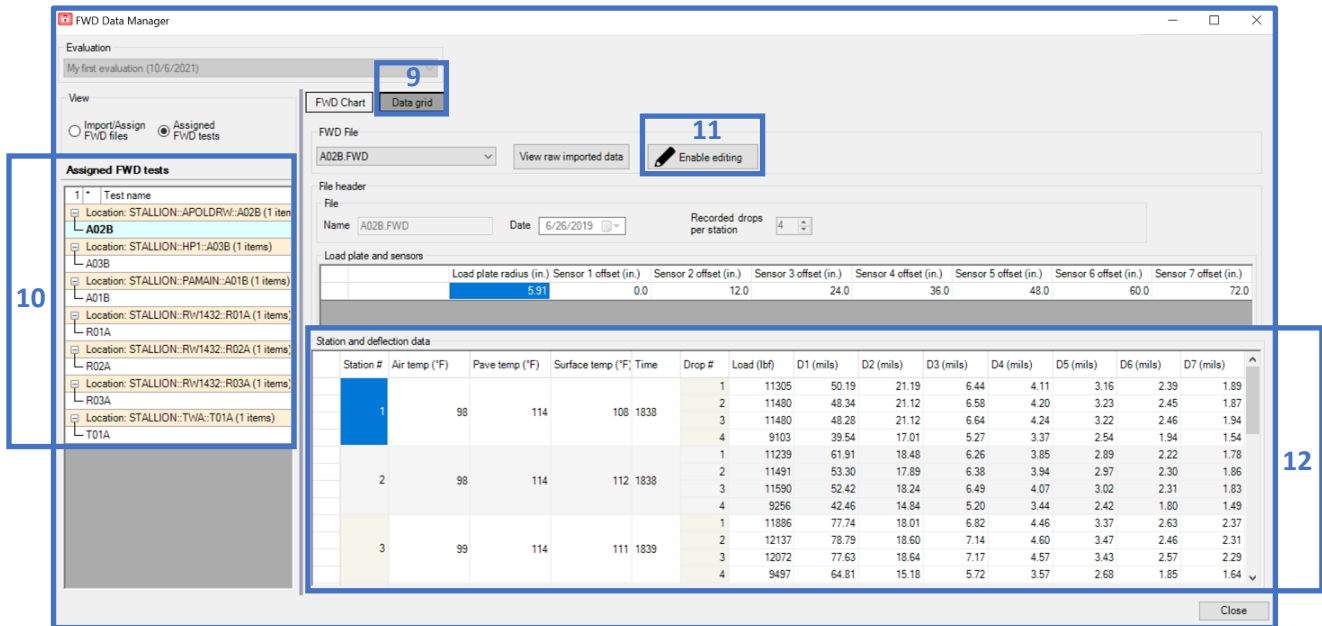 FWD Data Manager
Evaluation
My first evaluation (10/6/2021)
9
View
Import/Assign FWD files
Assigned FWD tests
FWD Chart
Data grid
FWD File
A02B.FWD
View raw imported data
11
Enable editing
10
Assigned FWD tests
1 Test name
Location: STALLION::APOLDRW::A02B (1 iten
A02B
Location: STALLION::HP1::A03B (1 items)
A03B
Location: STALLION::PAMAIN::A01B (1 items)
A01B
Location: STALLION::RW1432::R01A (1 items)
R01A
Location: STALLION::RW1432::R02A (1 items)
R02A
Location: STALLION::RW1432::R03A (1 items)
R03A
Location: STALLION::TWA::T01A (1 items)
T01A
File header
File
Name A02B.FWD Date 6/26/2019 Recorded drops per station 4
Load plate and sensors
Load plate radius (in.) Sensor 1 offset (in.) Sensor 2 offset (in.) Sensor 3 offset (in.) Sensor 4 offset (in.) Sensor 5 offset (in.) Sensor 6 offset (in.) Sensor 7 offset (in.)
5.91 0.0 12.0 24.0 36.0 48.0 60.0 72.0
12
Station and deflection data
Station # Air temp (°F) Pave temp (°F) Surface temp (°F) Time Drop # Load (lbf) D1 (mils) D2 (mils) D3 (mils) D4 (mils) D5 (mils) D6 (mils) D7 (mils)
1 98 114 108 1838
1 11305 50.19 21.19 6.44 4.11 3.16 2.39 1.89
2 11480 48.34 21.12 6.58 4.20 3.23 2.45 1.87
3 11480 48.28 21.12 6.64 4.24 3.22 2.46 1.94
4 9103 39.54 17.01 5.27 3.37 2.54 1.94 1.54
2 98 114 112 1838
1 11239 61.91 18.48 6.26 3.85 2.89 2.22 1.78
2 11491 53.30 17.89 6.38 3.94 2.97 2.30 1.86
3 11590 52.42 18.24 6.49 4.07 3.02 2.31 1.83
4 9256 42.46 14.84 5.20 3.44 2.42 1.80 1.49
3 99 114 111 1839
1 11886 77.74 18.01 6.82 4.46 3.37 2.63 2.37
2 12137 78.79 18.60 7.14 4.60 3.47 2.46 2.31
3 12072 77.63 18.64 7.17 4.57 3.43 2.57 2.29
4 9497 64.81 15.18 5.72 3.57 2.68 1.85 1.64
Close